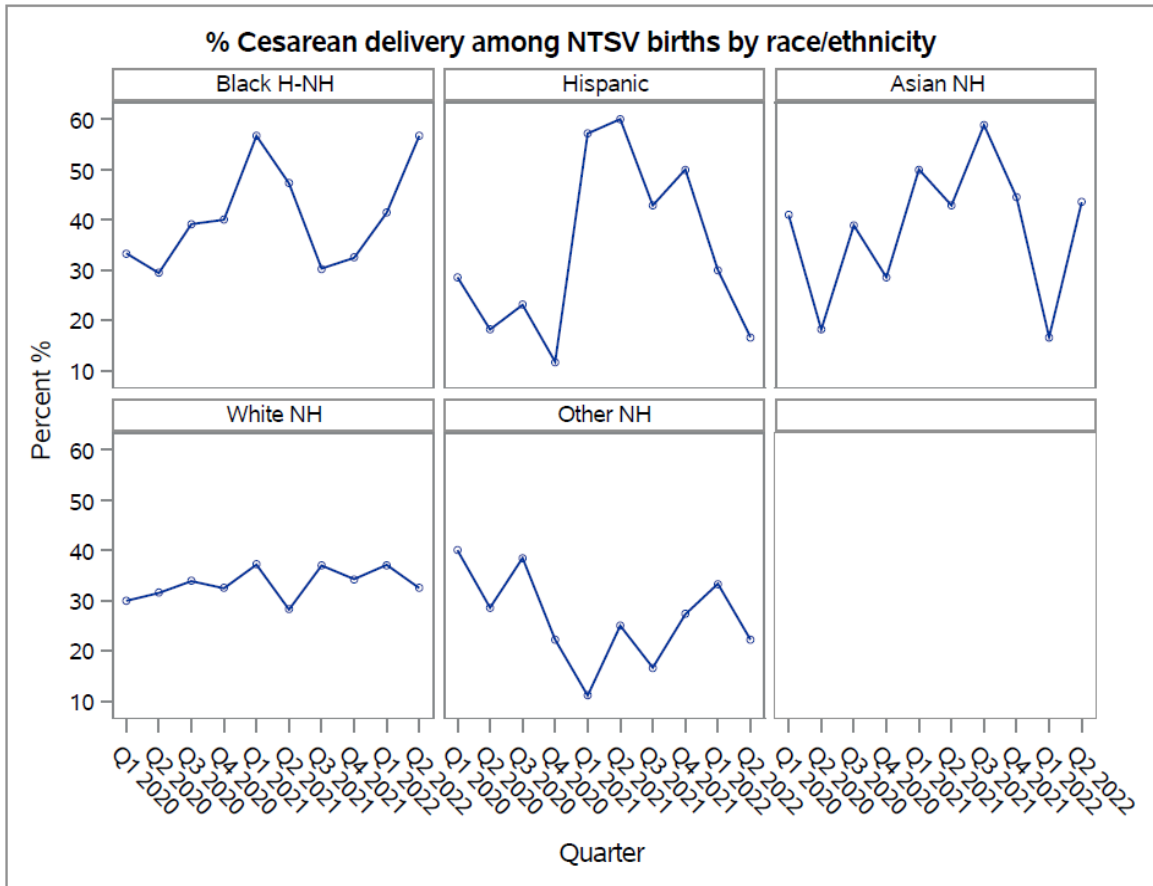 % Cesarean delivery among NTSV births by race/ethnicity
Black H-NH
Hispanic
Asian NH
60
50
40
30
20
10
White NH
Other NH
60
50
40
30
20
10
Percent %
Q1 2020
Q2 2020
Q3 2020
Q4 2020
Q1 2021
Q2 2021
Q3 2021
Q4 2021
Q1 2022
Q2 2022
Q1 2020
Q2 2020
Q3 2020
Q4 2020
Q1 2021
Q2 2021
Q3 2021
Q4 2021
Q1 2022
Q2 2022
Q1 2020
Q2 2020
Q3 2020
Q4 2020
Q1 2021
Q2 2021
Q3 2021
Q4 2021
Q1 2022
Q2 2022
Quarter